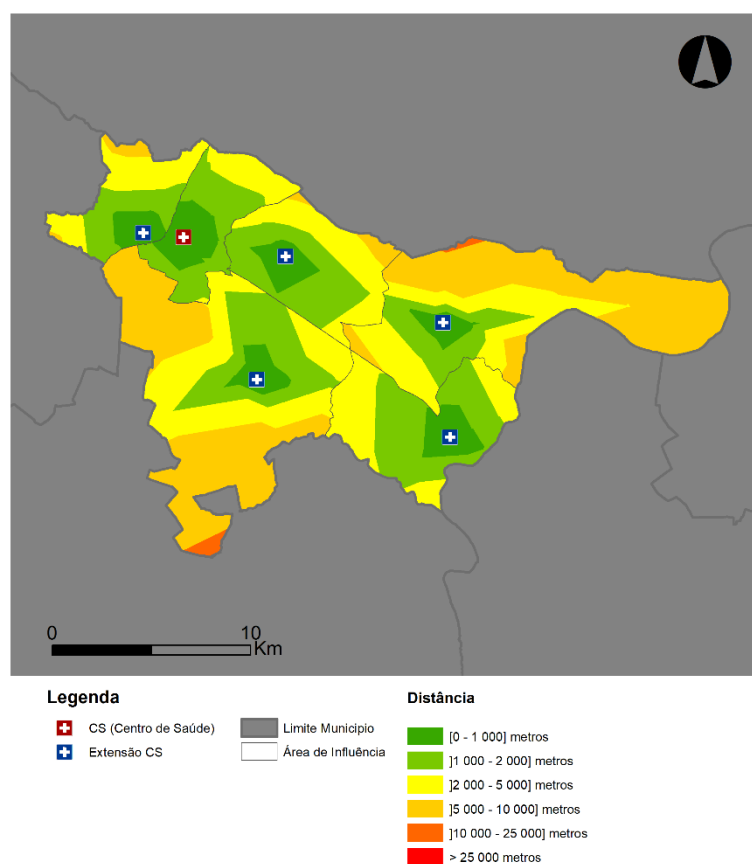 0 10
Km
Legenda
CS (Centro de Saúde)
Extensão CS
Limite Municipio
Área de Influência
Distância
[0 - 1 000] metros
]1 000 - 2 000] metros
]2 000 - 5 000] metros
]5 000 - 10 000] metros
]10 000 - 25 000] metros
> 25 000 metros